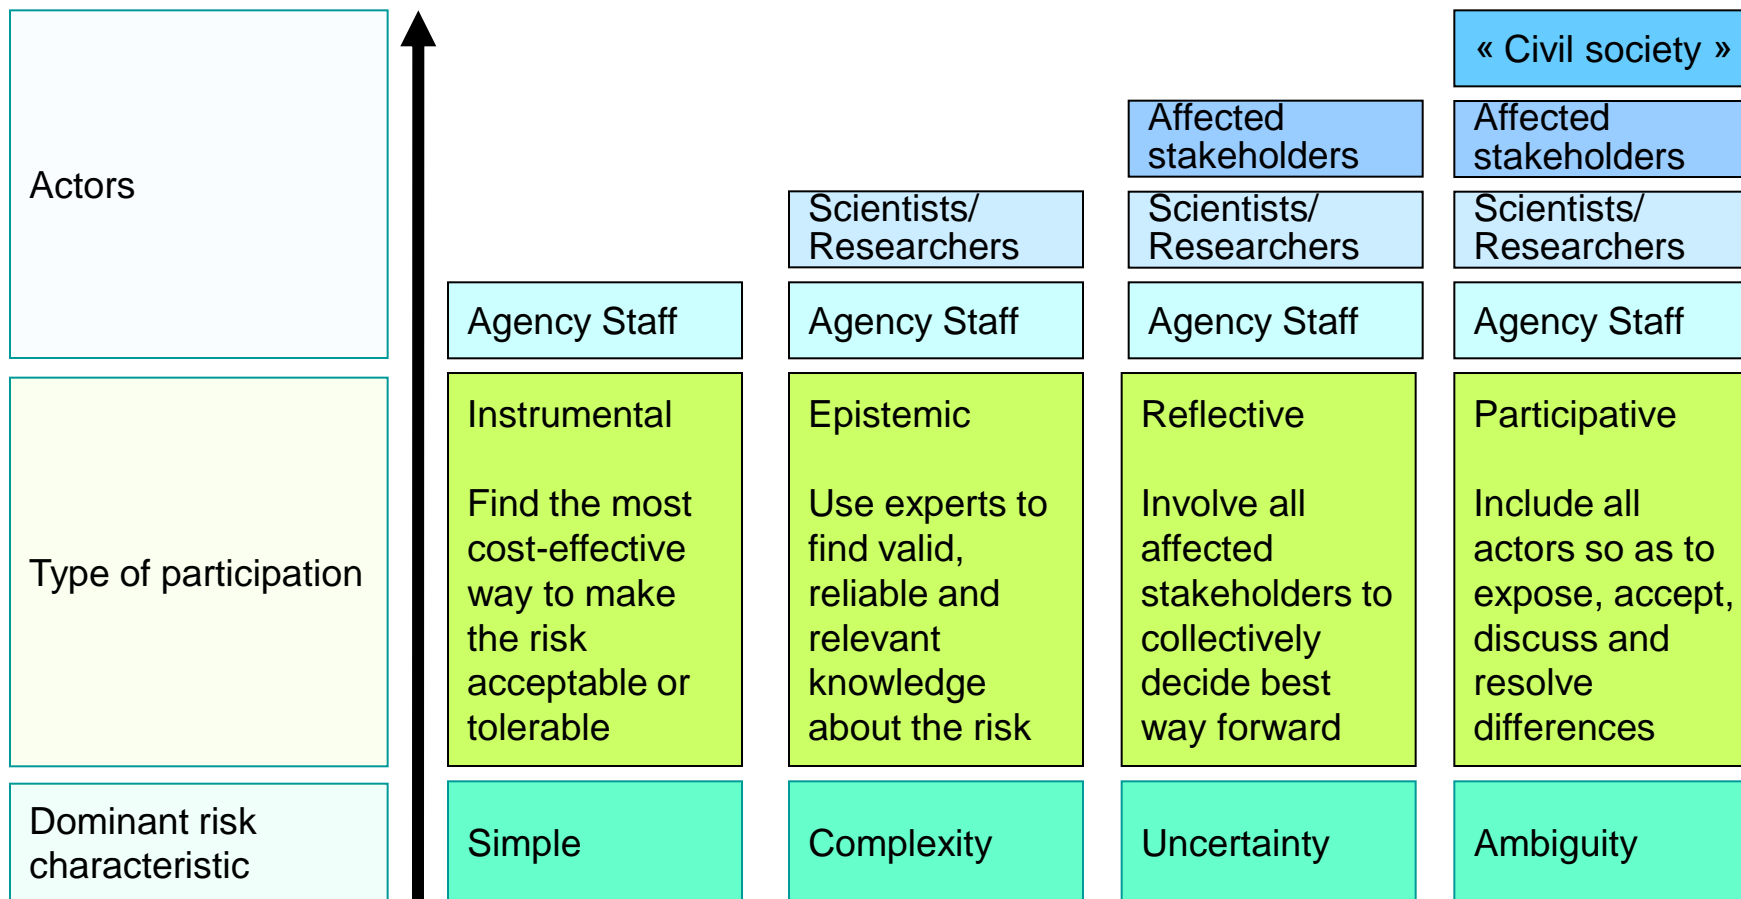 Actors
« Civil society »
Affected
stakeholders
Affected
stakeholders
Scientists/
Researchers
Scientists/
Researchers
Scientists/
Researchers
Agency Staff
Agency Staff
Agency Staff
Agency Staff
Type of participation
Instrumental
Find the most
cost-effective
way to make
the risk
acceptable or
tolerable
Epistemic
Use experts to
find valid,
reliable and
relevant
knowledge
about the risk
Reflective
Involve all
affected
stakeholders to
collectively
decide best
way forward
Participative
Include all
actors so as to
expose, accept,
discuss and
resolve
differences
Dominant risk
characteristic
Simple
Complexity
Uncertainty
Ambiguity